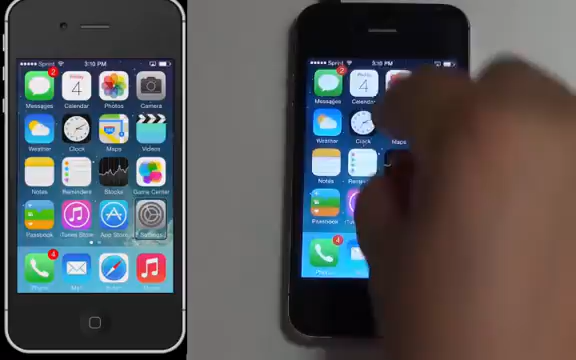 Sprint 3:10 PM
2
4
Messages Calendar Photos Camera
Weather Clock Maps Videos
Notes Reminders Stocks Game Center
Passbook iTunes Store App Store Settings
4
Phone Mail Safari Music
Sprint 3:10 PM
2
4
Messages Calendar
Weather Clock Maps
Notes
Passbook
4
Phone